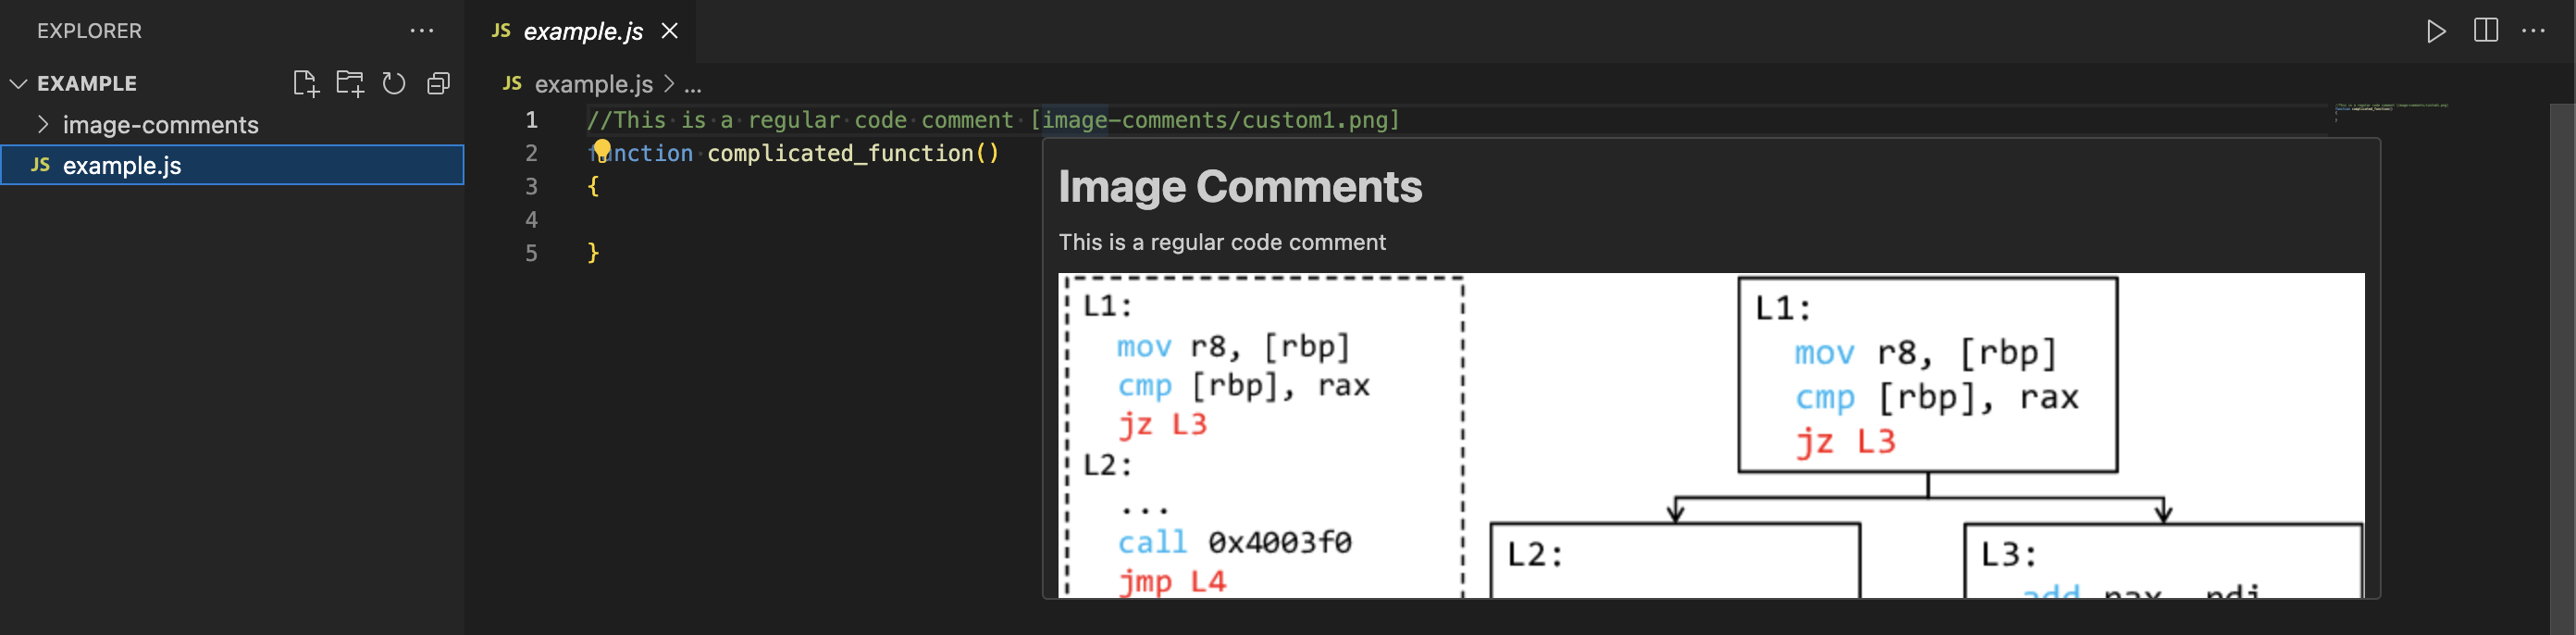 EXPLORER
EXAMPLE
image-comments
JS example.js
JS example.js
JS example.js > ...
1 //This is a regular code comment [image-comments/custom1.png]
2 function complicated_function()
3 {
4
5 }
Image Comments
This is a regular code comment
L1:
mov r8, [rbp]
cmp [rbp], rax
jz L3
L2:
...
call 0x4003f0
jmp L4
L1:
mov r8, [rbp]
cmp [rbp], rax
jz L3
L2:
L3:
add rax, rdi